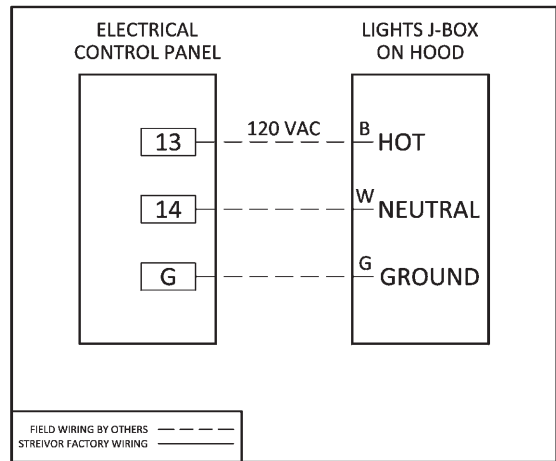 ELECTRICAL
CONTROL PANEL
LIGHTS J-BOX
ON HOOD
13
120 VAC
B
HOT
14
W
NEUTRAL
G
G
GROUND
FIELD WIRING BY OTHERS
STREIVOR FACTORY WIRING